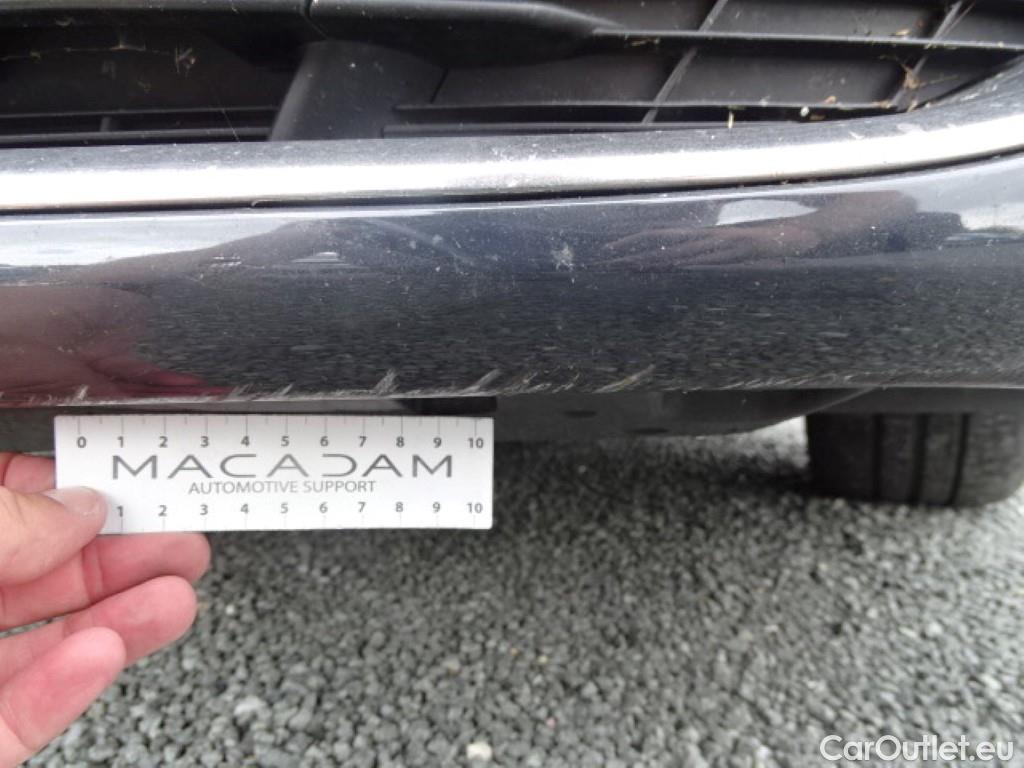 0 1 2 3 4 5 6 7 8 9 10
MACADAM
AUTOMOTIVE SUPPORT
1 2 3 4 5 6 7 8 9 10
CarOutlet.eu